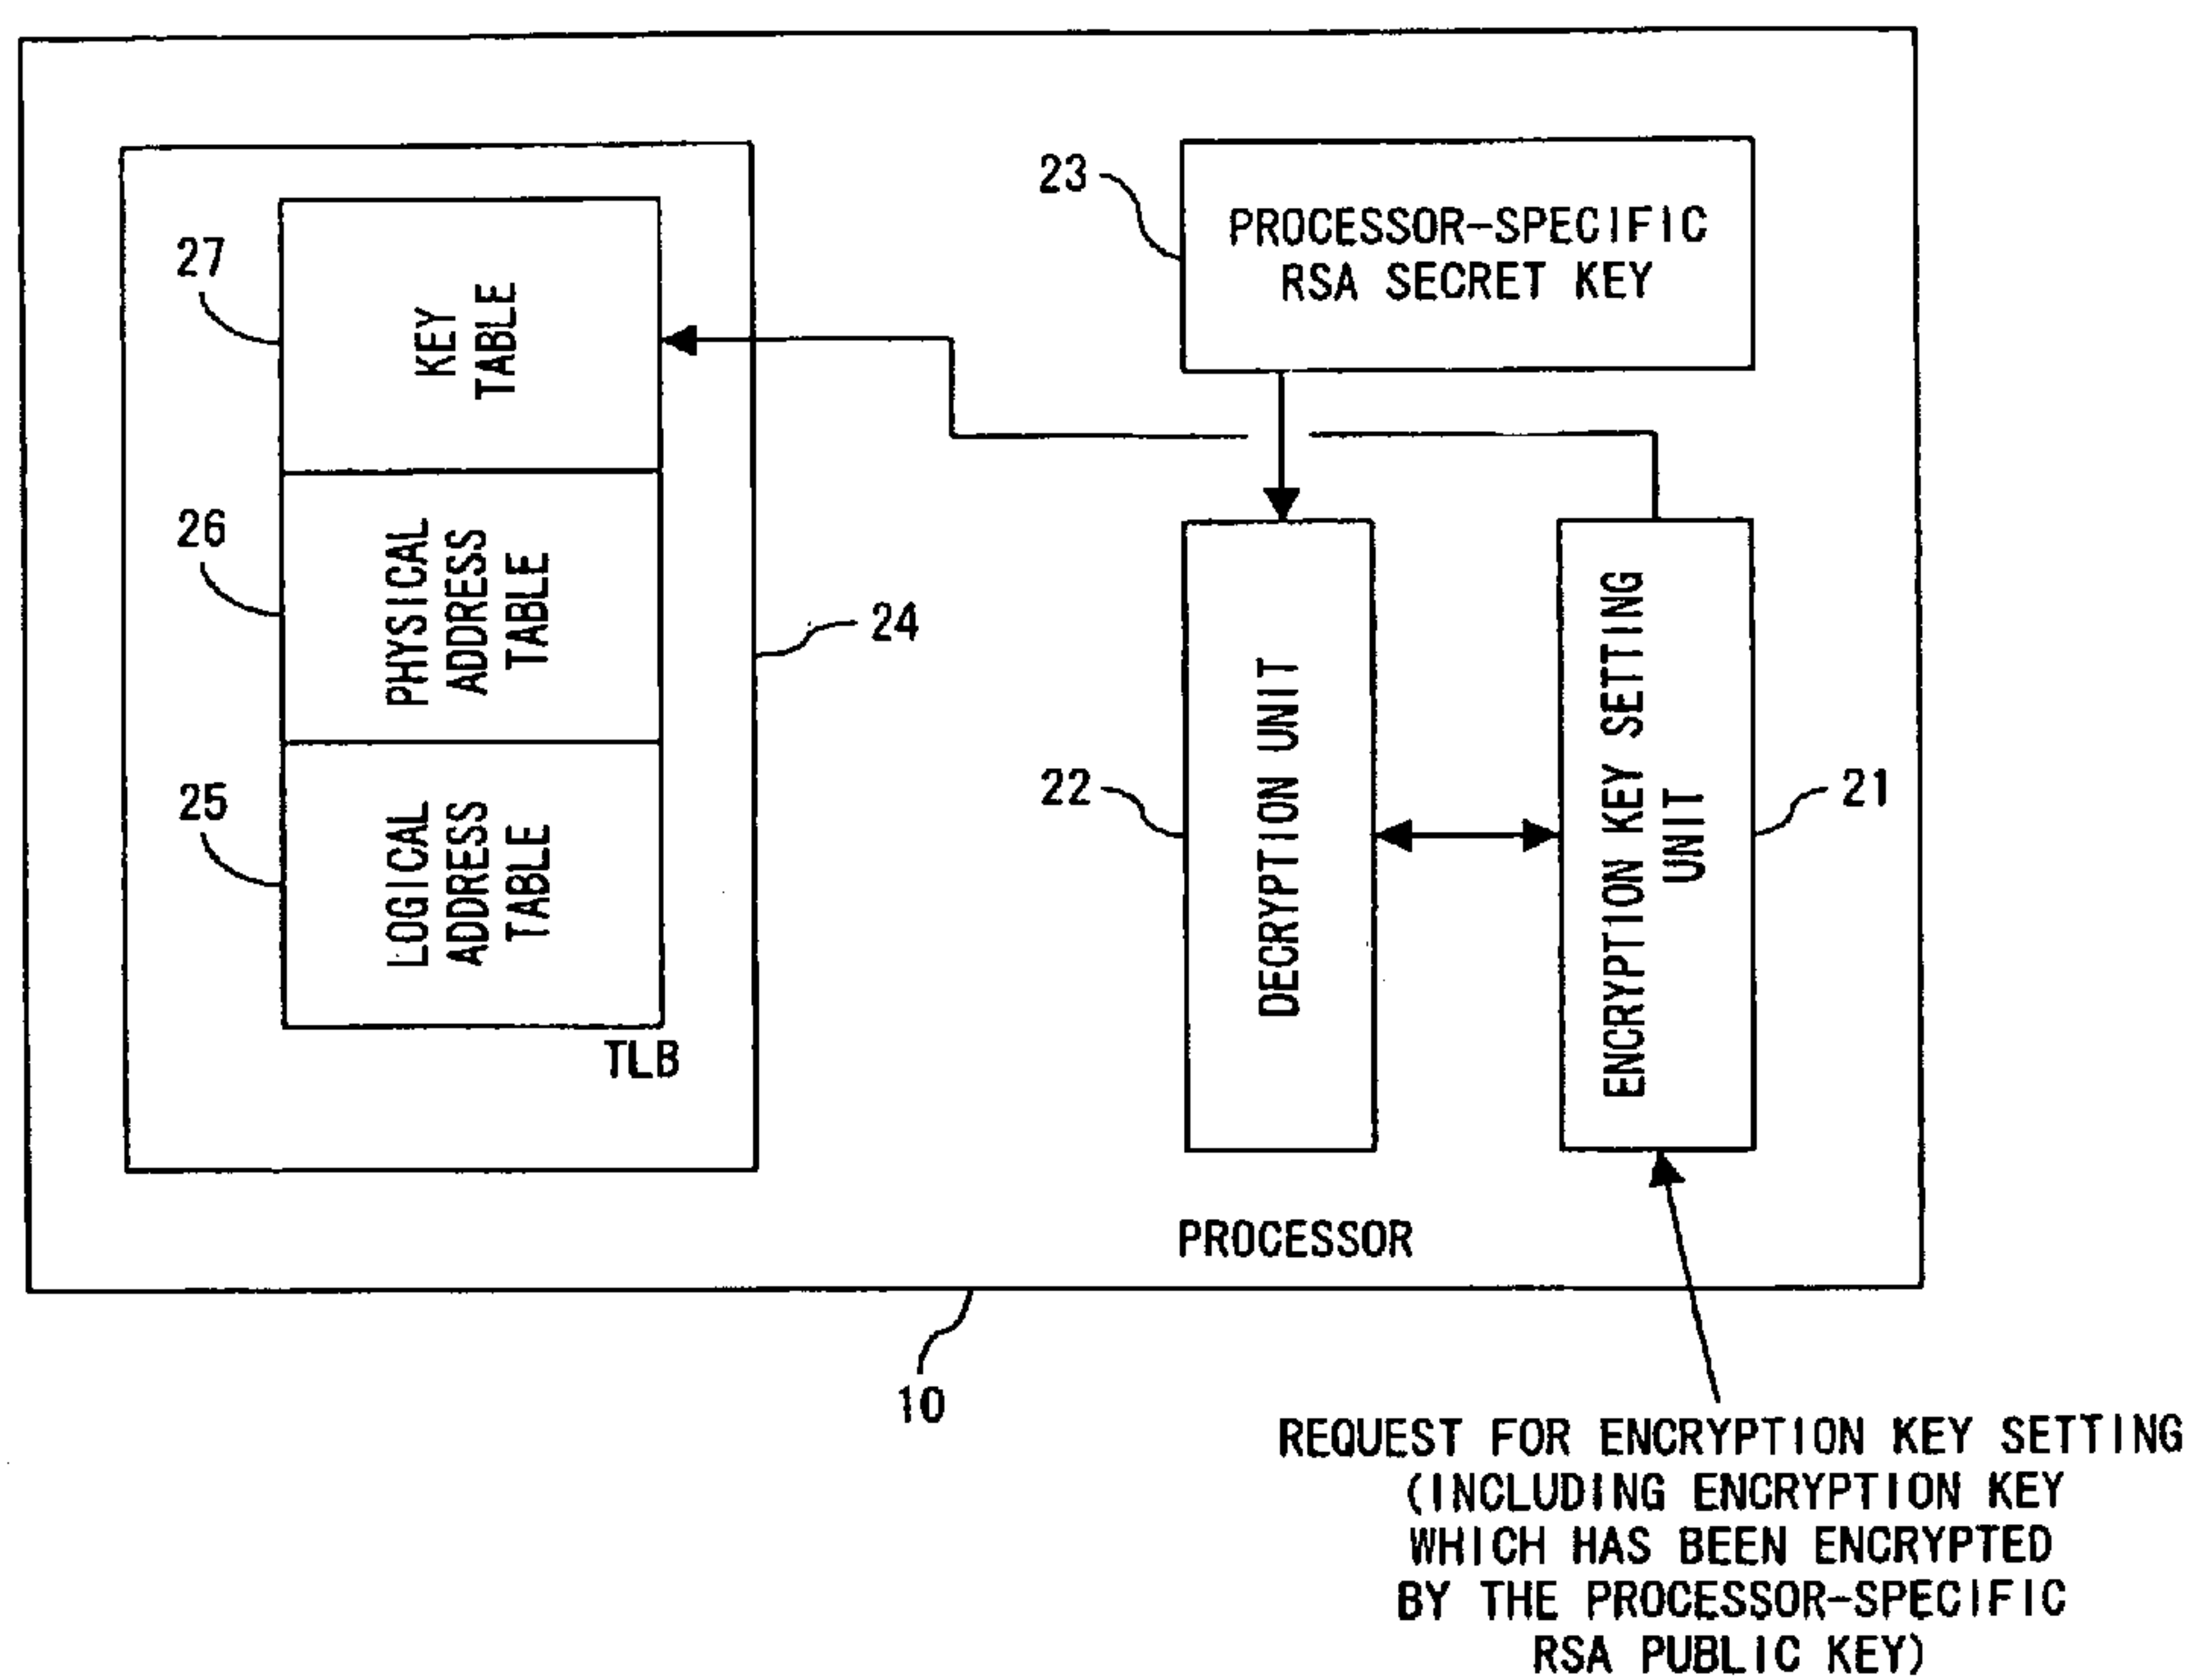 23
PROCESSOR-SPECIFIC
RSA SECRET KEY
27
KEY
TABLE
26
PHYSICAL
ADDRESS
TABLE
24
25
LOGICAL
ADDRESS
TABLE
TLB
22
DECRYPTION UNIT
ENCRYPTION KEY SETTING
UNIT
21
PROCESSOR
10
REQUEST FOR ENCRYPTION KEY SETTING
(INCLUDING ENCRYPTION KEY
WHICH HAS BEEN ENCRYPTED
BY THE PROCESSOR-SPECIFIC
RSA PUBLIC KEY)